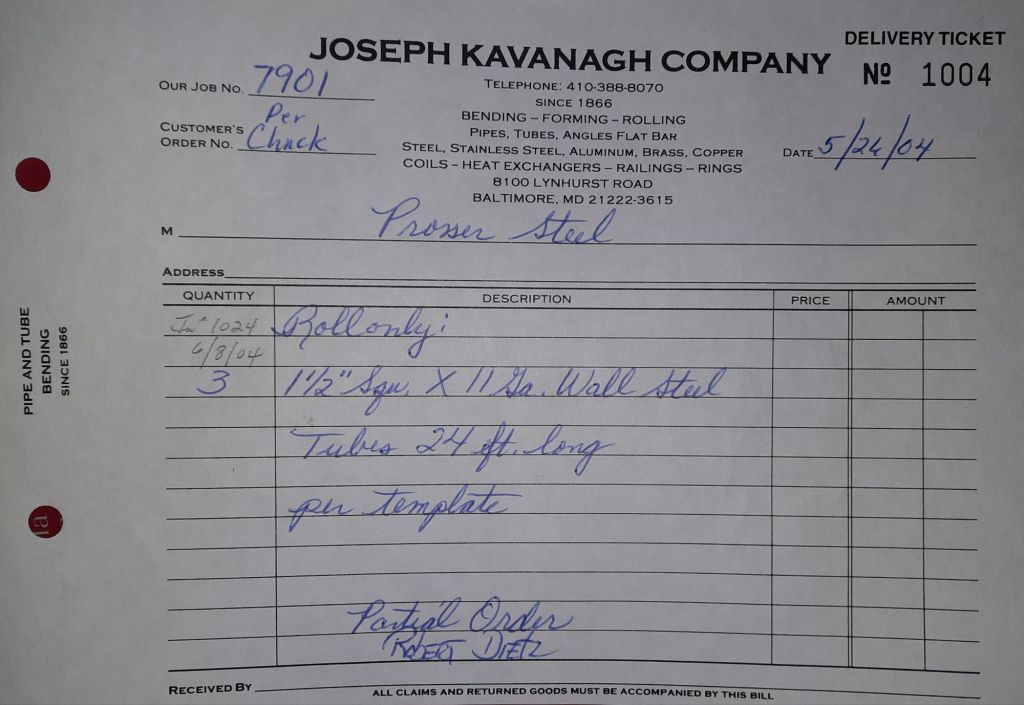 JOSEPH KAVANAGH COMPANY
DELIVERY TICKET
№ 1004
OUR JOB NO. 7901
TELEPHONE: 410-388-8070
SINCE 1866
BENDING – FORMING – ROLLING
PIPES, TUBES, ANGLES FLAT BAR
STEEL, STAINLESS STEEL, ALUMINUM, BRASS, COPPER
COILS – HEAT EXCHANGERS – RAILINGS – RINGS
8100 LYNHURST ROAD
BALTIMORE, MD 21222-3615
Per
CUSTOMER'S
ORDER NO. Chuck
DATE 5/26/04
M Prosser Steel
ADDRESS
QUANTITY DESCRIPTION PRICE AMOUNT
In# 1024 Roll only:
6/8/04
3 1 1/2" Squ. X 11 Ga. Wall Steel
Tubes 24 ft. long
per template
Partial Order
ROBERT DIETZ
RECEIVED BY
ALL CLAIMS AND RETURNED GOODS MUST BE ACCOMPANIED BY THIS BILL
PIPE AND TUBE
BENDING
SINCE 1866